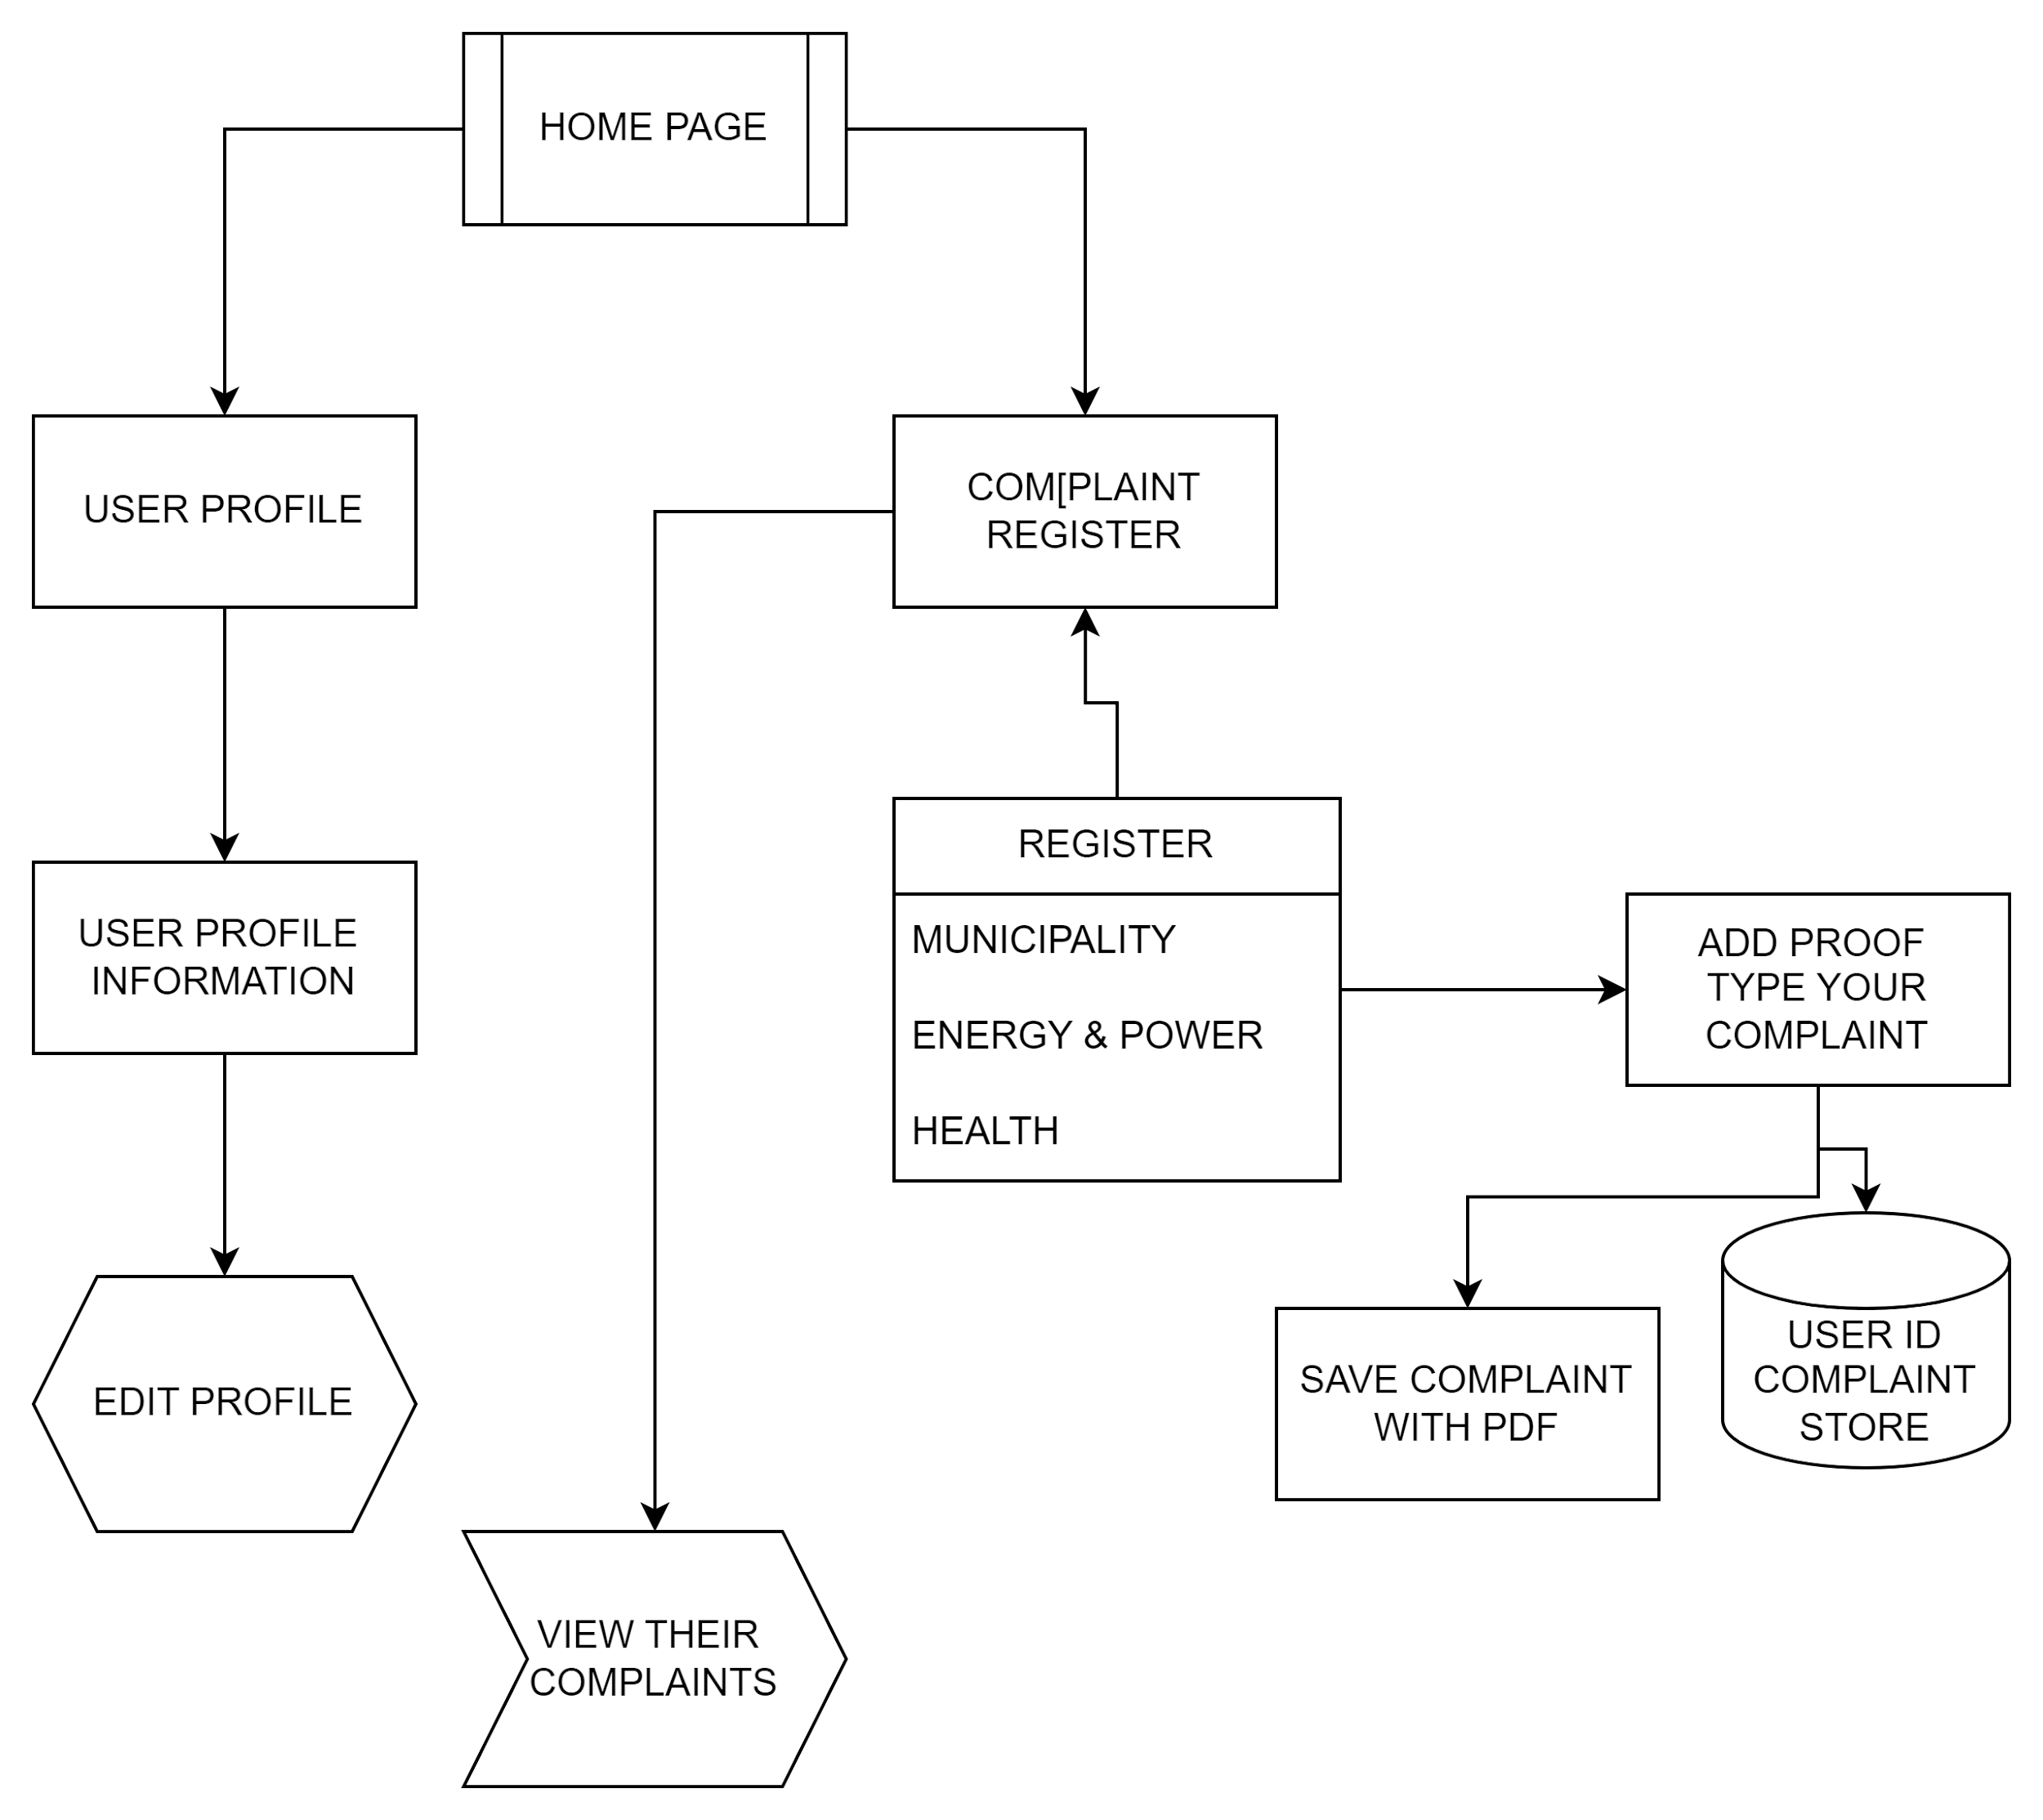 HOME PAGE
USER PROFILE
COM[PLAINT
REGISTER
REGISTER
MUNICIPALITY
ENERGY & POWER
HEALTH
USER PROFILE
INFORMATION
ADD PROOF
TYPE YOUR
COMPLAINT
EDIT PROFILE
SAVE COMPLAINT
WITH PDF
USER ID
COMPLAINT
STORE
VIEW THEIR
COMPLAINTS